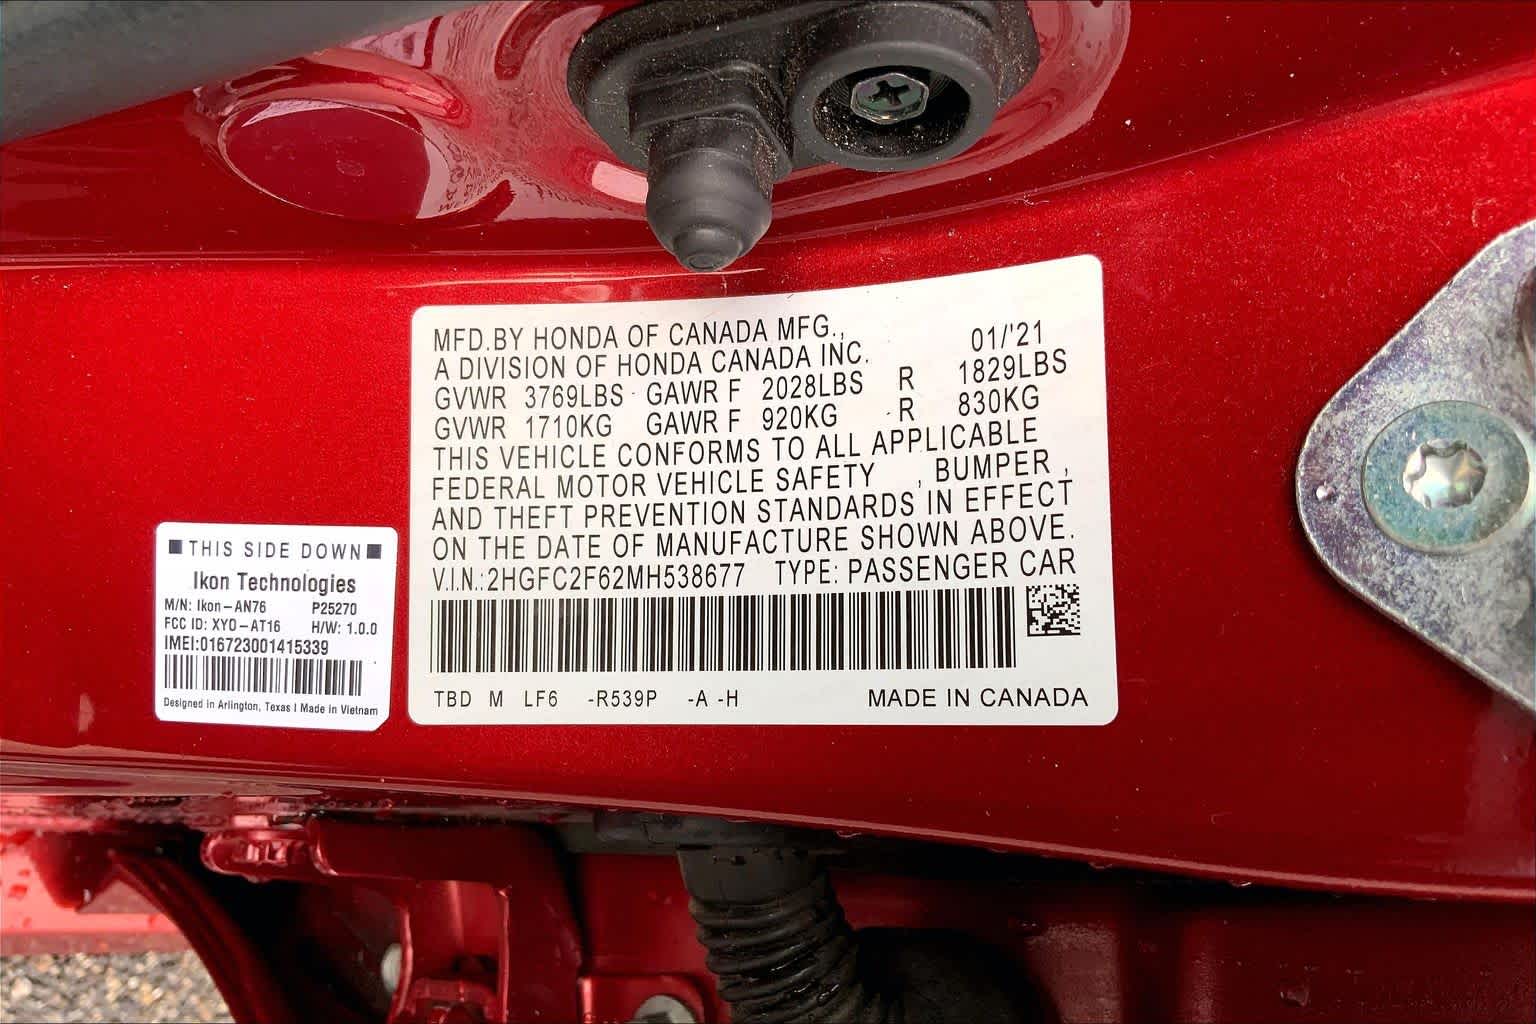 MFD.BY HONDA OF CANADA MFG.,
A DIVISION OF HONDA CANADA INC. 01/'21
GVWR 3769LBS GAWR F 2028LBS R 1829LBS
GVWR 1710KG GAWR F 920KG R 830KG
THIS VEHICLE CONFORMS TO ALL APPLICABLE
FEDERAL MOTOR VEHICLE SAFETY , BUMPER ,
AND THEFT PREVENTION STANDARDS IN EFFECT
ON THE DATE OF MANUFACTURE SHOWN ABOVE.
V.I.N.:2HGFC2F62MH538677 TYPE: PASSENGER CAR
TBD M LF6 -R539P -A -H MADE IN CANADA
THIS SIDE DOWN
Ikon Technologies
M/N: Ikon-AN76 P25270
FCC ID: XYO-AT16 H/W: 1.0.0
IMEI:016723001415339
Designed in Arlington, Texas | Made in Vietnam